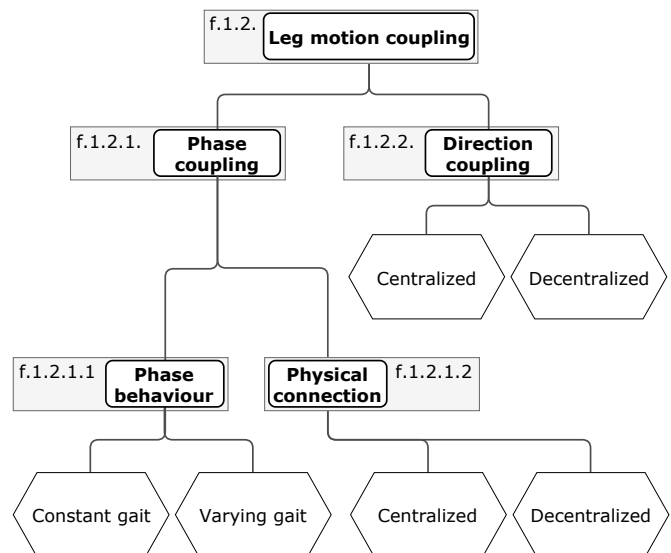 f.1.2.
Leg motion coupling
f.1.2.1.
Phase
coupling
f.1.2.2.
Direction
coupling
Centralized
Decentralized
f.1.2.1.1
Phase
behaviour
Physical
connection
f.1.2.1.2
Constant gait
Varying gait
Centralized
Decentralized